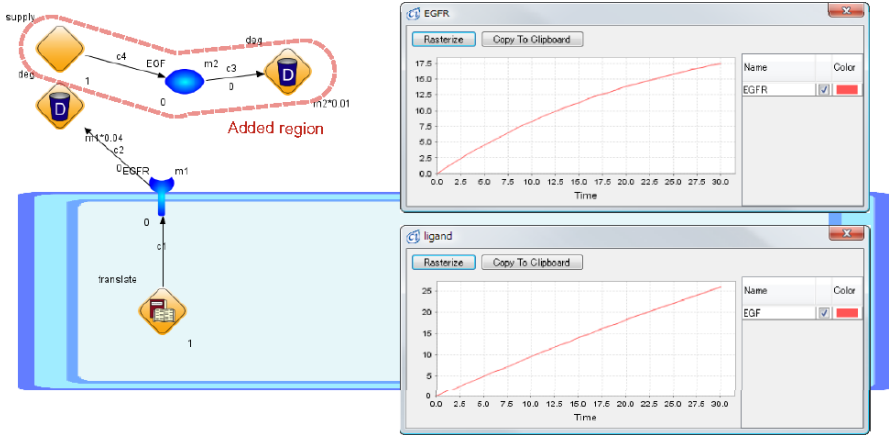 supply
c4
EGF
m2
deg
c3
D
0
0
m2*0.01
Added region
deg
1
D
m1*0.04
c2
0
EGFR
m1
0
c1
translate
1
EGFR
Rasterize
Copy To Clipboard
17.5
15.0
12.5
10.0
7.5
5.0
2.5
0.0
0.0 2.5 5.0 7.5 10.0 12.5 15.0 17.5 20.0 22.5 25.0 27.5 30.0
Time
Name Color
EGFR
ligand
Rasterize
Copy To Clipboard
25
20
15
10
5
0
0.0 2.5 5.0 7.5 10.0 12.5 15.0 17.5 20.0 22.5 25.0 27.5 30.0
Time
Name Color
EGF